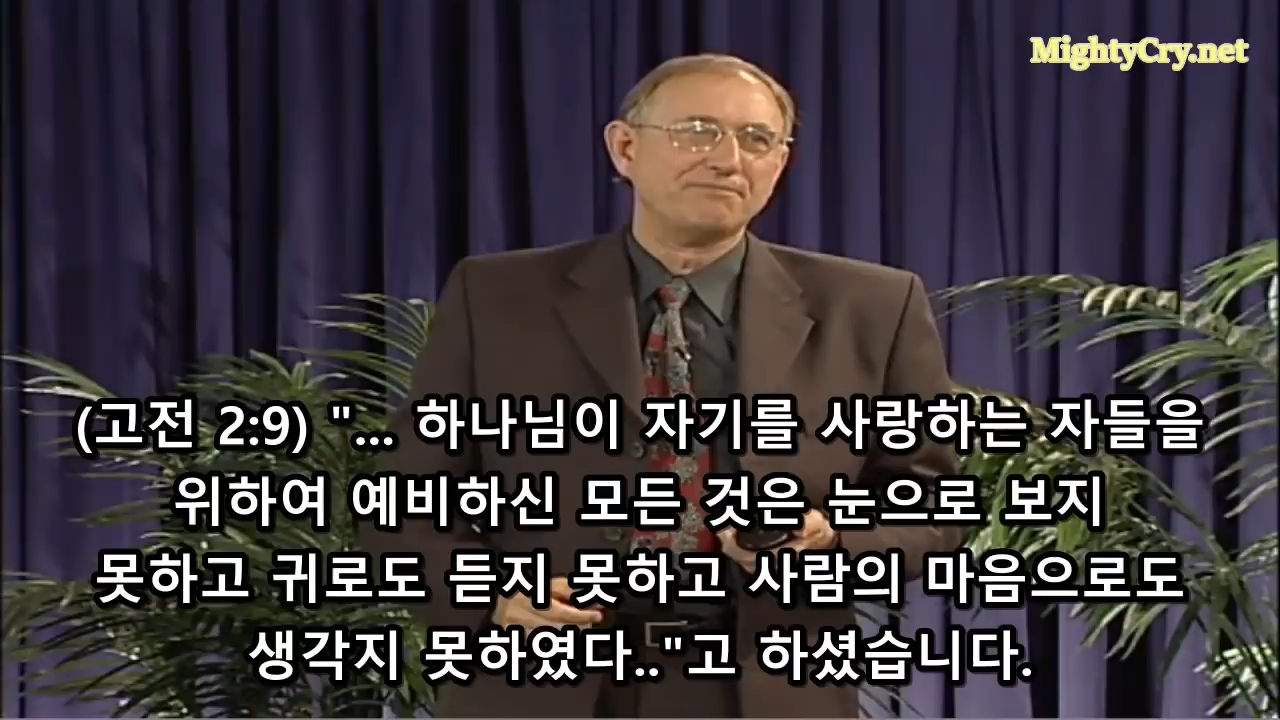 MightyCry.net
(고전 2:9) "... 하나님이 자기를 사랑하는 자들을
위하여 예비하신 모든 것은 눈으로 보지
못하고 귀로도 듣지 못하고 사람의 마음으로도
생각지 못하였다.."고 하셨습니다.